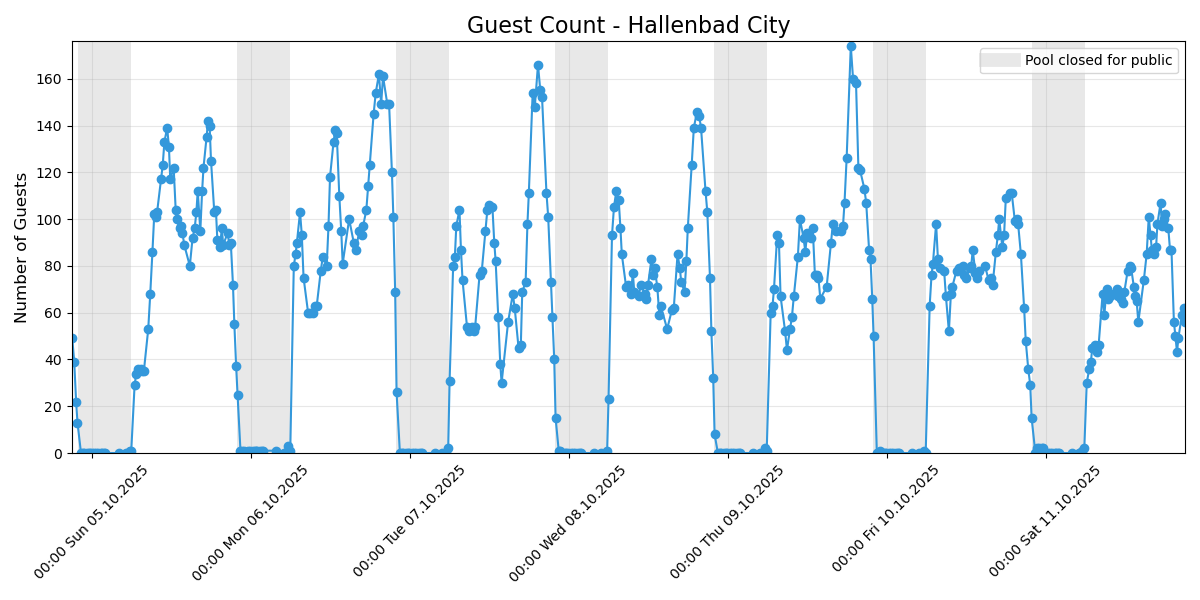 Guest Count - Hallenbad City
Pool closed for public
Number of Guests
160
140
120
100
80
60
40
20
0
00:00 Sun 05.10.2025
00:00 Mon 06.10.2025
00:00 Tue 07.10.2025
00:00 Wed 08.10.2025
00:00 Thu 09.10.2025
00:00 Fri 10.10.2025
00:00 Sat 11.10.2025